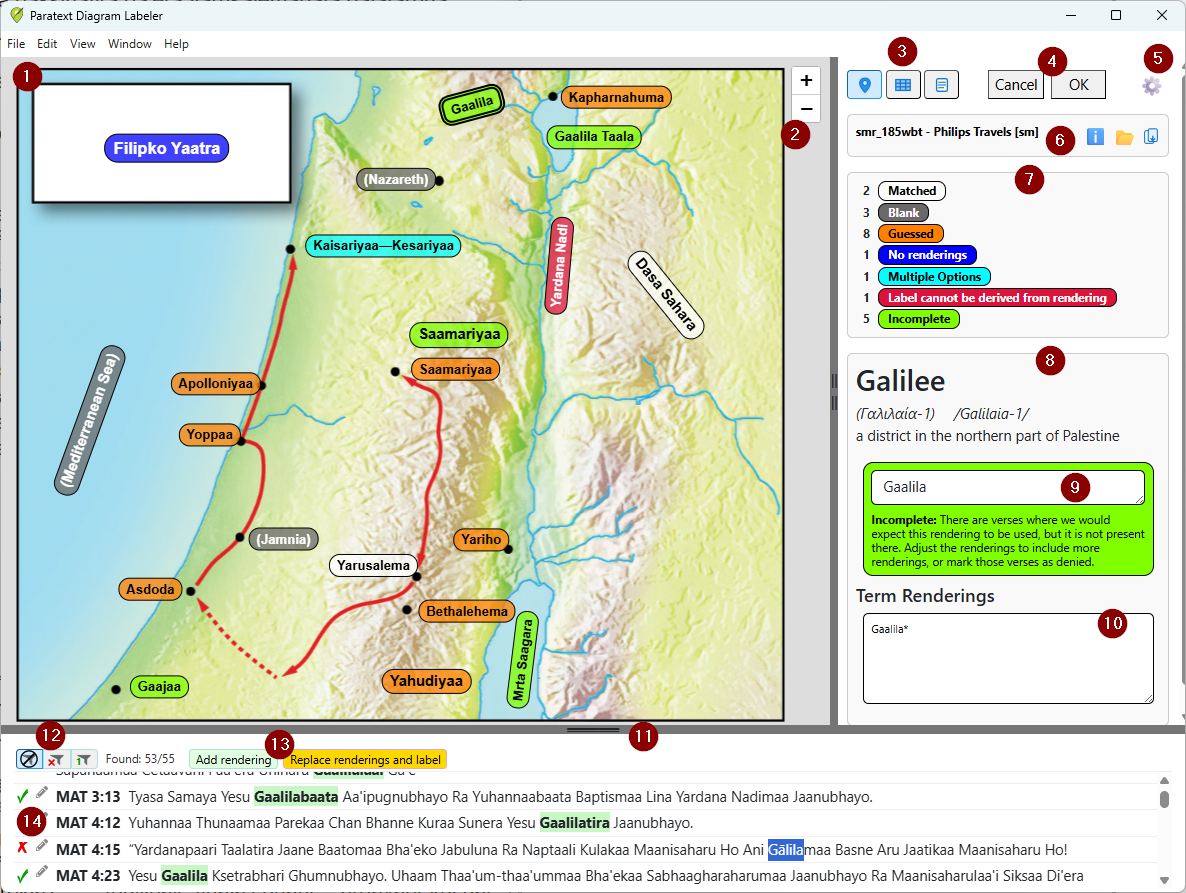 Paratext Diagram Labeler
File Edit View Window Help
1
Filipko Yaatra
Gaalila
Kapharnahuma
Gaalila Taala
(Nazareth)
Kaisariyaa—Kesariyaa
Yardana Nadi
Dasa Sahara
Saamariyaa
Saamariyaa
Apolloniyaa
Yoppaa
(Mediterranean Sea)
(Jamnia)
Yariho
Yarusalema
Asdoda
Bethalehema
Mrta Saagara
Yahudiyaa
Gaajaa
+
−
2
3
4
5
Cancel OK
smr_185wbt - Philips Travels [sm]
6
7
2 Matched
3 Blank
8 Guessed
1 No renderings
1 Multiple Options
1 Label cannot be derived from rendering
5 Incomplete
8
Galilee
(Γαλιλαία-1) /Galilaia-1/
a district in the northern part of Palestine
Gaalila
9
Incomplete: There are verses where we would
expect this rendering to be used, but it is not present
there. Adjust the renderings to include more
renderings, or mark those verses as denied.
Term Renderings
Gaalila*
10
11
12
13
Found: 53/55 Add rendering Replace renderings and label
MAT 3:13 Tyasa Samaya Yesu Gaalilabaata Aa'ipugnubhayo Ra Yuhannaabaata Baptismaa Lina Yardana Nadimaa Jaanubhayo.
14
MAT 4:12 Yuhannaa Thunaamaa Parekaa Chan Bhanne Kuraa Sunera Yesu Gaalilatira Jaanubhayo.
MAT 4:15 “Yardanapaari Taalatira Jaane Baatomaa Bha'eko Jabuluna Ra Naptaali Kulakaa Maanisaharu Ho Ani Gālilamaa Basne Aru Jaatikaa Maanisaharu Ho!
MAT 4:23 Yesu Gaalila Ksetrabhari Ghumnubhayo. Uhaam Thaa'um-thaa'ummaa Bha'ekaa Sabhaagharaharumaa Jaanubhayo Ra Maanisaharulaa'i Siksaa Di'era